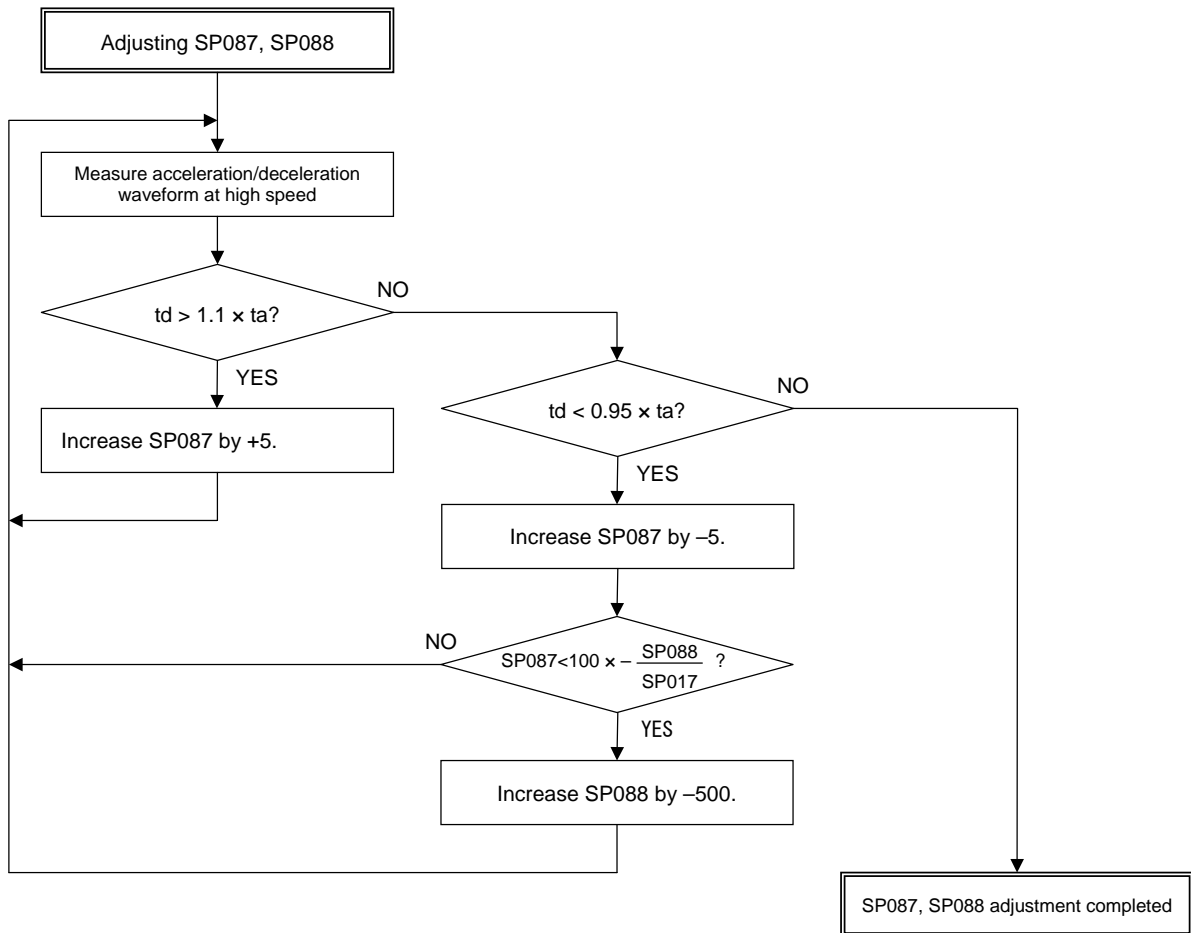 Adjusting SP087, SP088
Measure acceleration/deceleration
waveform at high speed
NO
td > 1.1 × ta?
YES
NO
td < 0.95 × ta?
Increase SP087 by +5.
YES
Increase SP087 by –5.
NO
SP087<100 × – SP088 ?
SP017
YES
Increase SP088 by –500.
SP087, SP088 adjustment completed